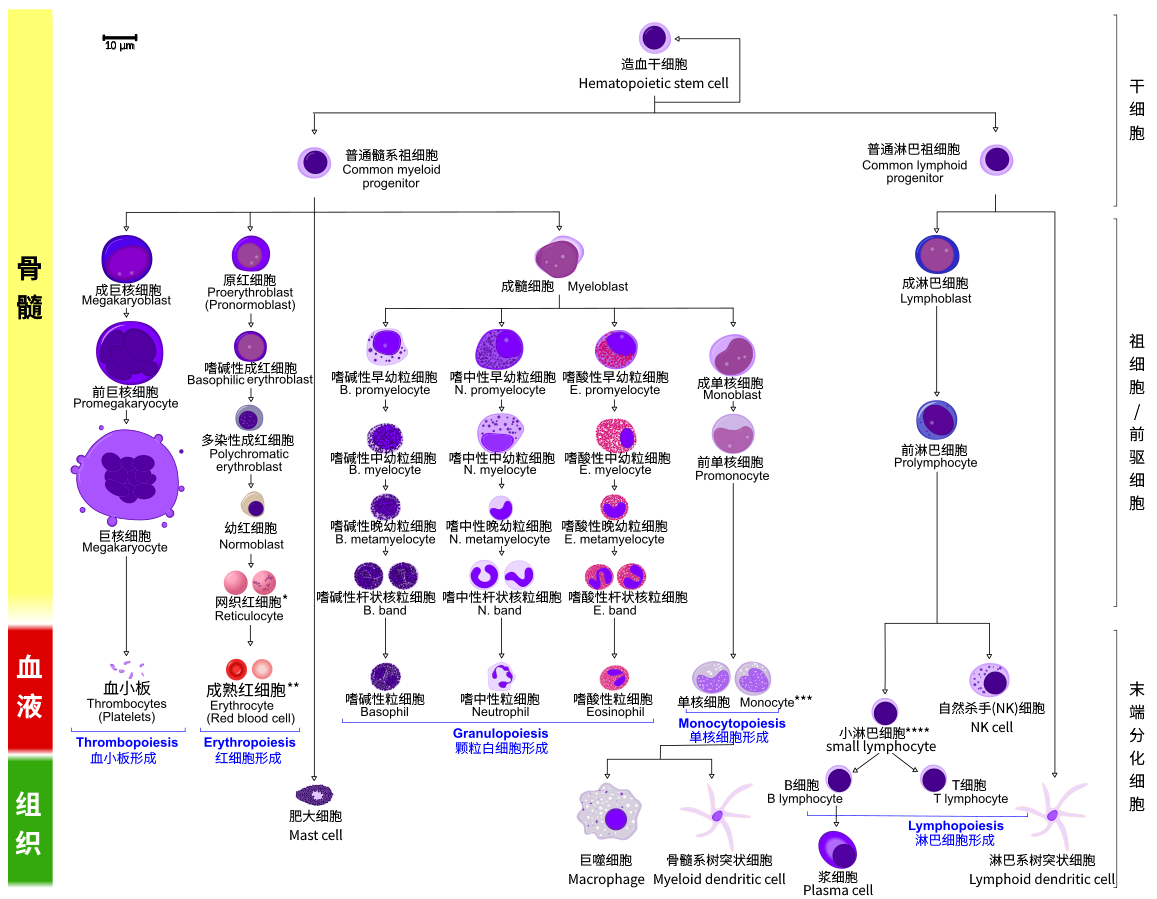 10 μm
造血干细胞
Hematopoietic stem cell
普通髓系祖细胞
Common myeloid
progenitor
普通淋巴祖细胞
Common lymphoid
progenitor
成巨核细胞
Megakaryoblast
原红细胞
Proerythroblast
(Pronormoblast)
成髓细胞 Myeloblast
成淋巴细胞
Lymphoblast
前巨核细胞
Promegakaryocyte
嗜碱性成红细胞
Basophilic erythroblast
嗜碱性早幼粒细胞
B. promyelocyte
嗜中性早幼粒细胞
N. promyelocyte
嗜酸性早幼粒细胞
E. promyelocyte
成单核细胞
Monoblast
多染性成红细胞
Polychromatic
erythroblast
嗜碱性中幼粒细胞
B. myelocyte
嗜中性中幼粒细胞
N. myelocyte
嗜酸性中幼粒细胞
E. myelocyte
前单核细胞
Promonocyte
前淋巴细胞
Prolymphocyte
巨核细胞
Megakaryocyte
幼红细胞
Normoblast
嗜碱性晚幼粒细胞
B. metamyelocyte
嗜中性晚幼粒细胞
N. metamyelocyte
嗜酸性晚幼粒细胞
E. metamyelocyte
网织红细胞*
Reticulocyte
嗜碱性杆状核粒细胞
B. band
嗜中性杆状核粒细胞
N. band
嗜酸性杆状核粒细胞
E. band
血小板
Thrombocytes
(Platelets)
成熟红细胞**
Erythrocyte
(Red blood cell)
嗜碱性粒细胞
Basophil
嗜中性粒细胞
Neutrophil
嗜酸性粒细胞
Eosinophil
单核细胞 Monocyte***
自然杀手(NK)细胞
NK cell
小淋巴细胞****
small lymphocyte
Thrombopoiesis
血小板形成
Erythropoiesis
红细胞形成
Granulopoiesis
颗粒白细胞形成
Monocytopoiesis
单核细胞形成
B细胞
B lymphocyte
T细胞
T lymphocyte
Lymphopoiesis
淋巴细胞形成
肥大细胞
Mast cell
巨噬细胞
Macrophage
骨髓系树突状细胞
Myeloid dendritic cell
浆细胞
Plasma cell
淋巴系树突状细胞
Lymphoid dendritic cell
骨髓
血液
组织
干细胞
祖细胞/前驱细胞
末端分化细胞